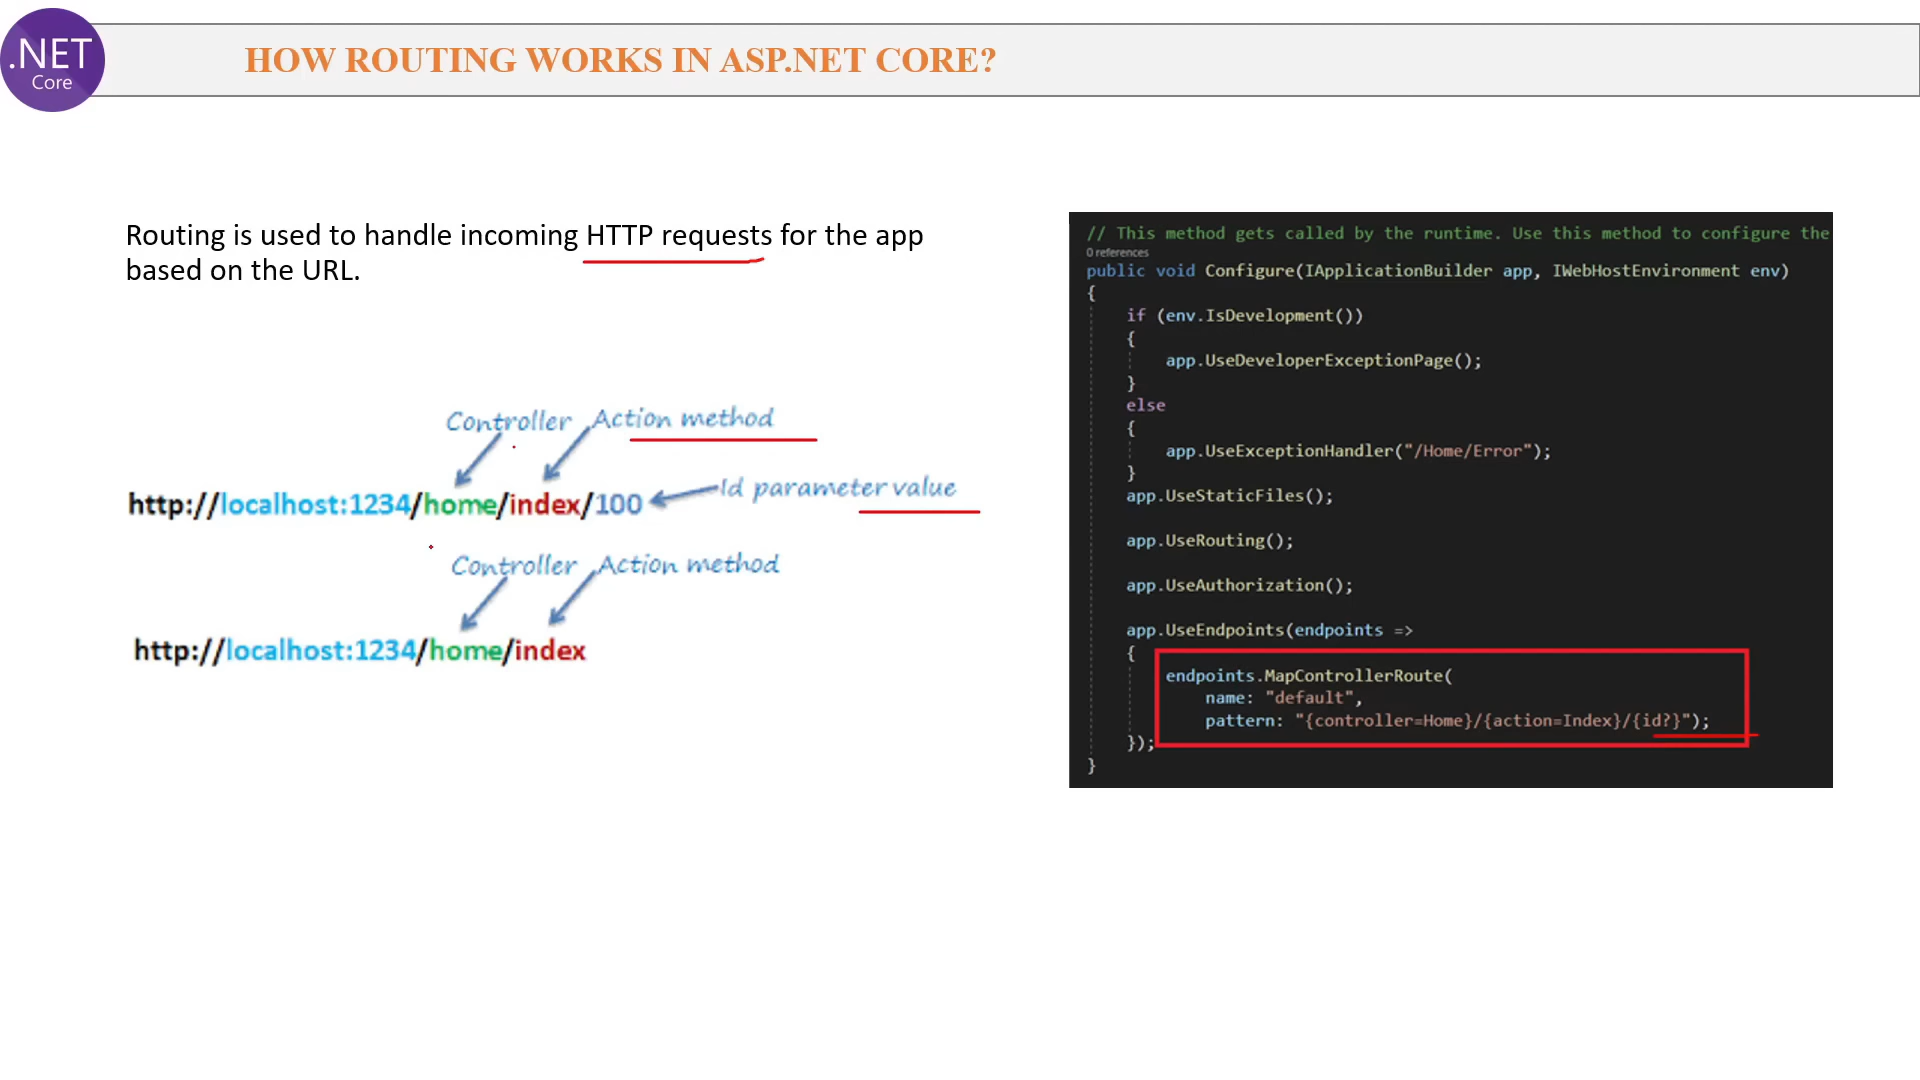 .NET
Core
HOW ROUTING WORKS IN ASP.NET CORE?
Routing is used to handle incoming HTTP requests for the app
based on the URL.
Controller Action method
Id parameter value
http://localhost:1234/home/index/100
Controller Action method
http://localhost:1234/home/index
// This method gets called by the runtime. Use this method to configure the
0 references
public void Configure(IApplicationBuilder app, IWebHostEnvironment env)
{
if (env.IsDevelopment())
{
app.UseDeveloperExceptionPage();
}
else
{
app.UseExceptionHandler("/Home/Error");
}
app.UseStaticFiles();
app.UseRouting();
app.UseAuthorization();
app.UseEndpoints(endpoints =>
{
endpoints.MapControllerRoute(
name: "default",
pattern: "{controller=Home}/{action=Index}/{id?}");
});
}